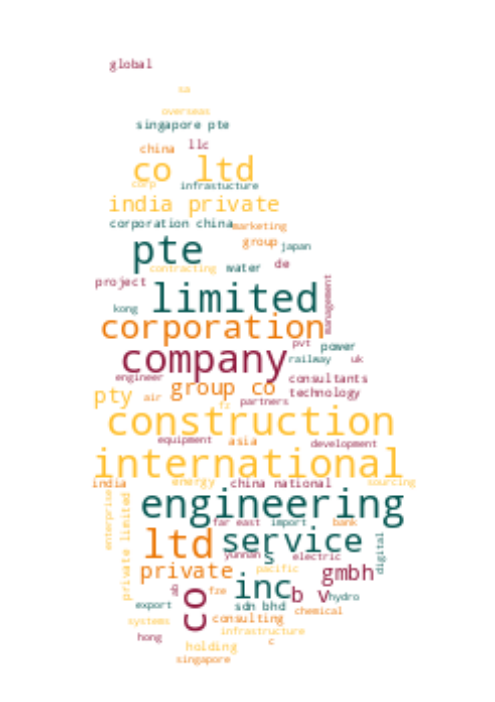 global
sa
overseas
singapore pte
china llc
co ltd
corp infrastucture
india private
corporation china marketing
pte group japan
contracting water de
project limited management
kong
corporation
company pvt power
railway uk
engineer group co consultants
pty air technology
fz partners
construction
equipment asia development
international
india energy china national sourcing
enterprise private limited engineering
far east import bank
ltd service digital
yunnan s electric
private pacific gmbh
ab co fze inc b v hydro
export sdn bhd chemical
systems consulting
hong infrastructure
holding c
singapore